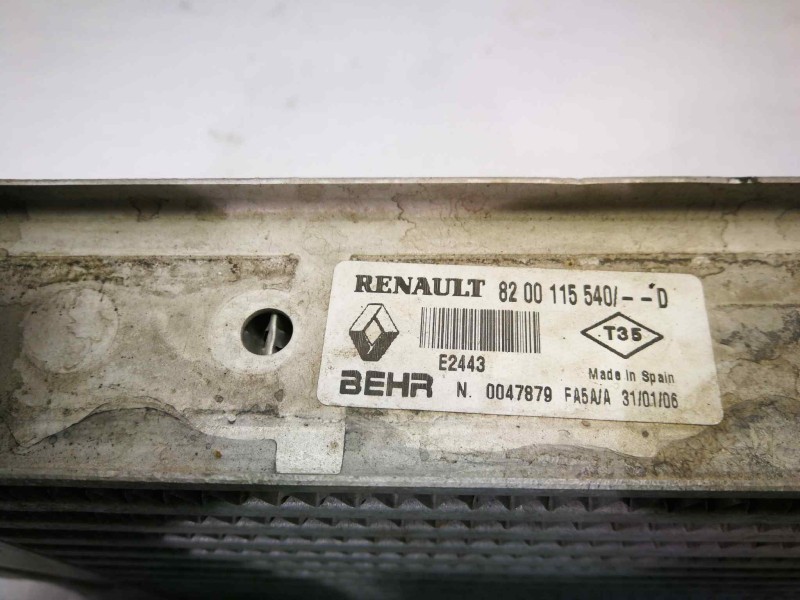 RENAULT 82 00 115 540/--D
T35
E2443
Made in Spain
BEHR N. 0047879 FA5A/A 31/01/06